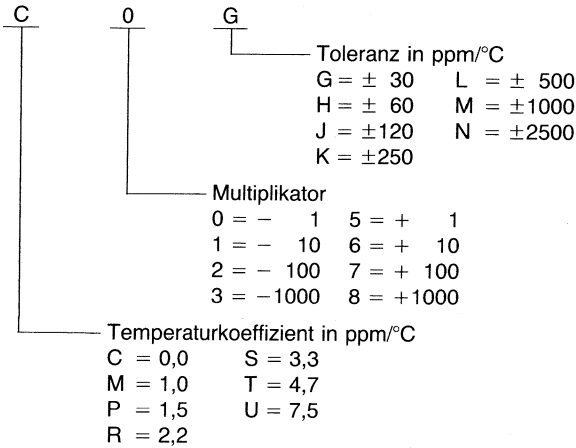 C 0 G
Toleranz in ppm/°C
G = ± 30 L = ± 500
H = ± 60 M = ±1000
J = ±120 N = ±2500
K = ±250
Multiplikator
0 = − 1 5 = + 1
1 = − 10 6 = + 10
2 = − 100 7 = + 100
3 = −1000 8 = +1000
Temperaturkoeffizient in ppm/°C
C = 0,0 S = 3,3
M = 1,0 T = 4,7
P = 1,5 U = 7,5
R = 2,2